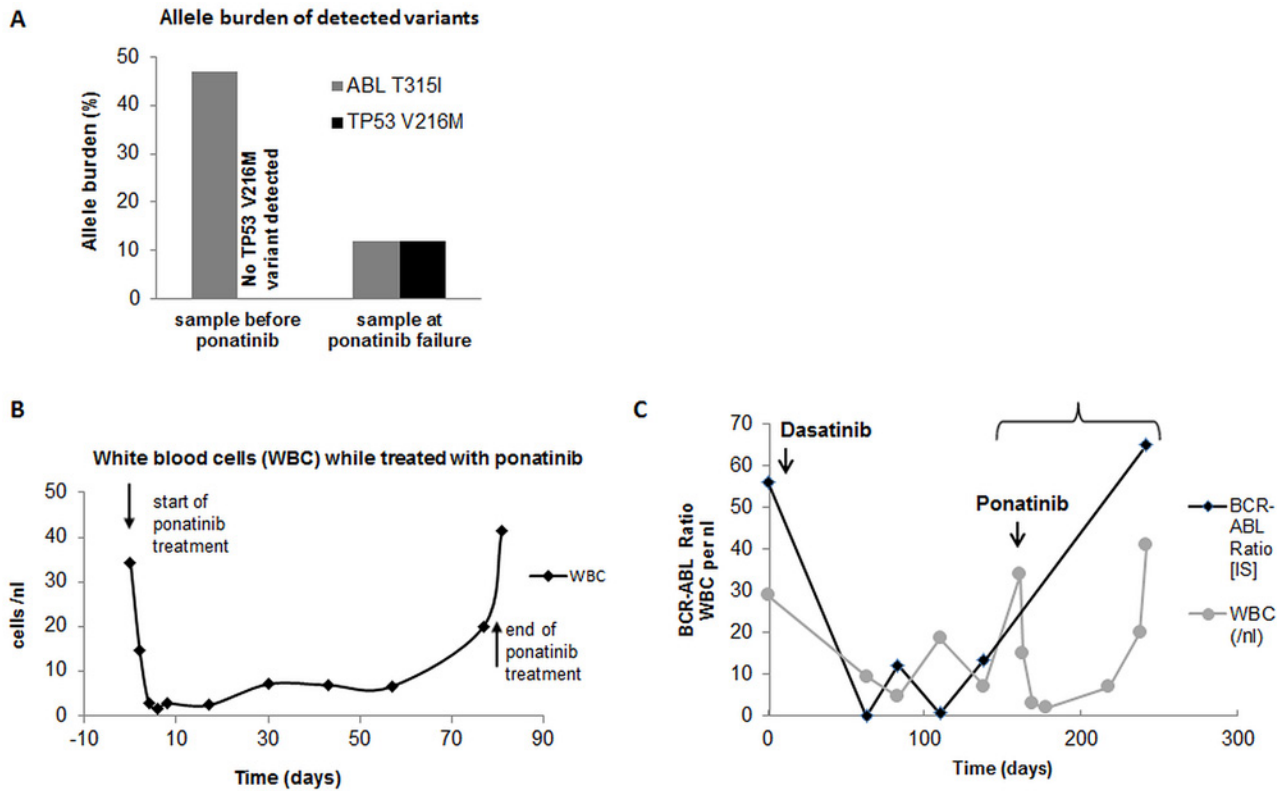 A
Allele burden of detected variants
Allele burden (%)
50
40
30
20
10
0
ABL T315I
TP53 V216M
No TP53 V216M
variant detected
sample before
ponatinib
sample at
ponatinib failure
B
White blood cells (WBC) while treated with ponatinib
cells /nl
50
40
30
20
10
0
start of
ponatinib
treatment
WBC
end of
ponatinib
treatment
-10
10
30
50
70
90
Time (days)
C
BCR-ABL Ratio
WBC per nl
70
60
50
40
30
20
10
0
Dasatinib
Ponatinib
BCR-
ABL
Ratio
[IS]
WBC
(/nl)
0
100
200
300
Time (days)